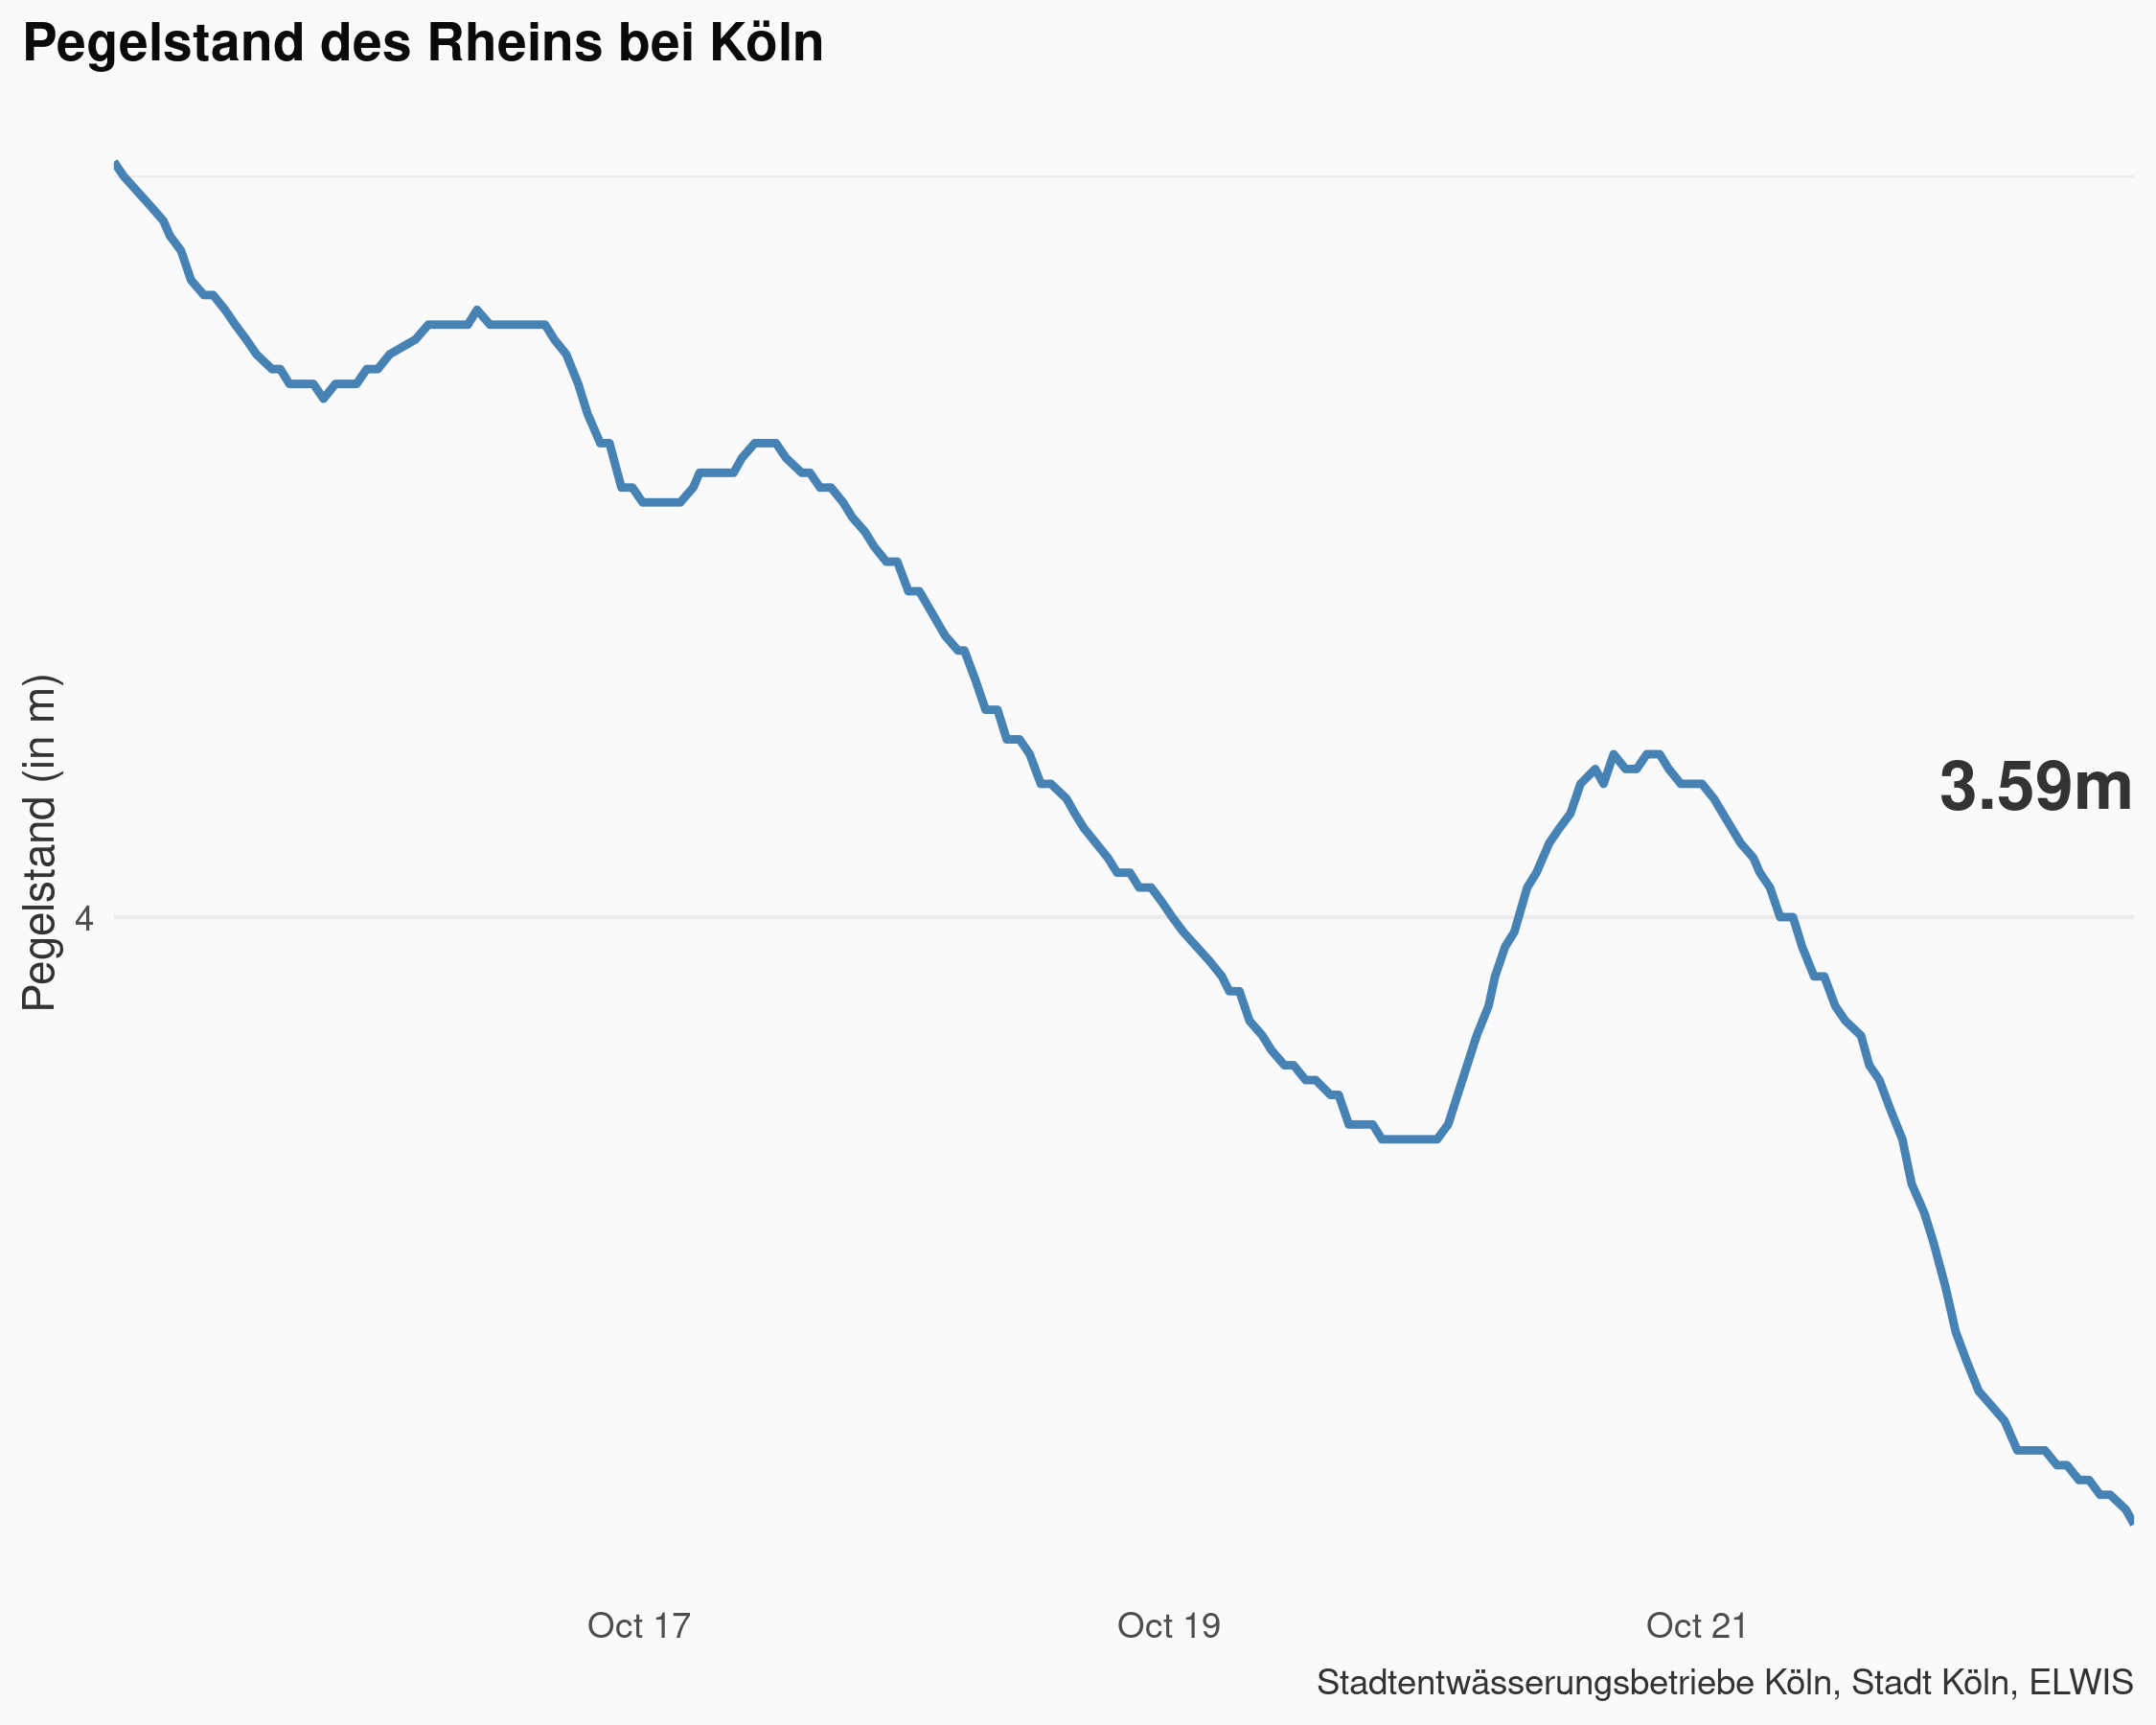 Pegelstand des Rheins bei Köln
Pegelstand (in m)
3.59m
4
Oct 17
Oct 19
Oct 21
Stadtentwässerungsbetriebe Köln, Stadt Köln, ELWIS